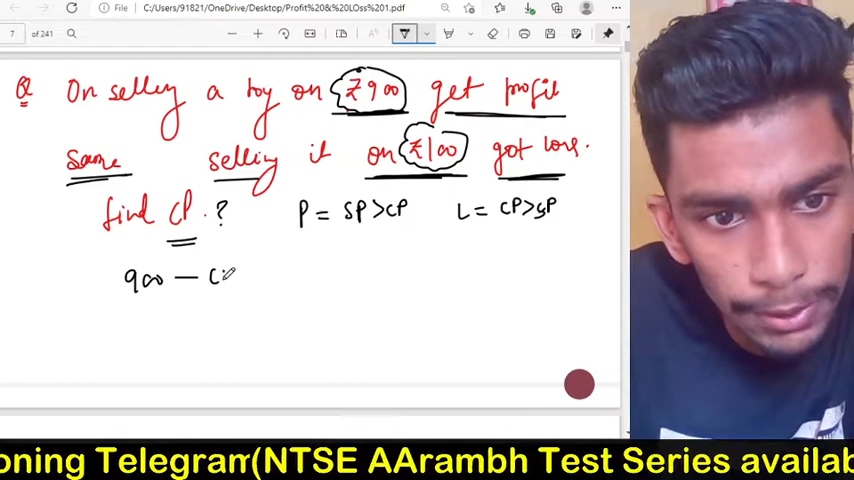 File | C:/Users/91821/OneDrive/Desktop/Profit%20&%20LOss%201.pdf
7 of 241
Q On selling a toy on ₹900 get profit
same selling it on ₹100 got loss.
find CP. ?
P = SP>CP L = CP>SP
900 — C
oning Telegram(NTSE AArambh Test Series availab